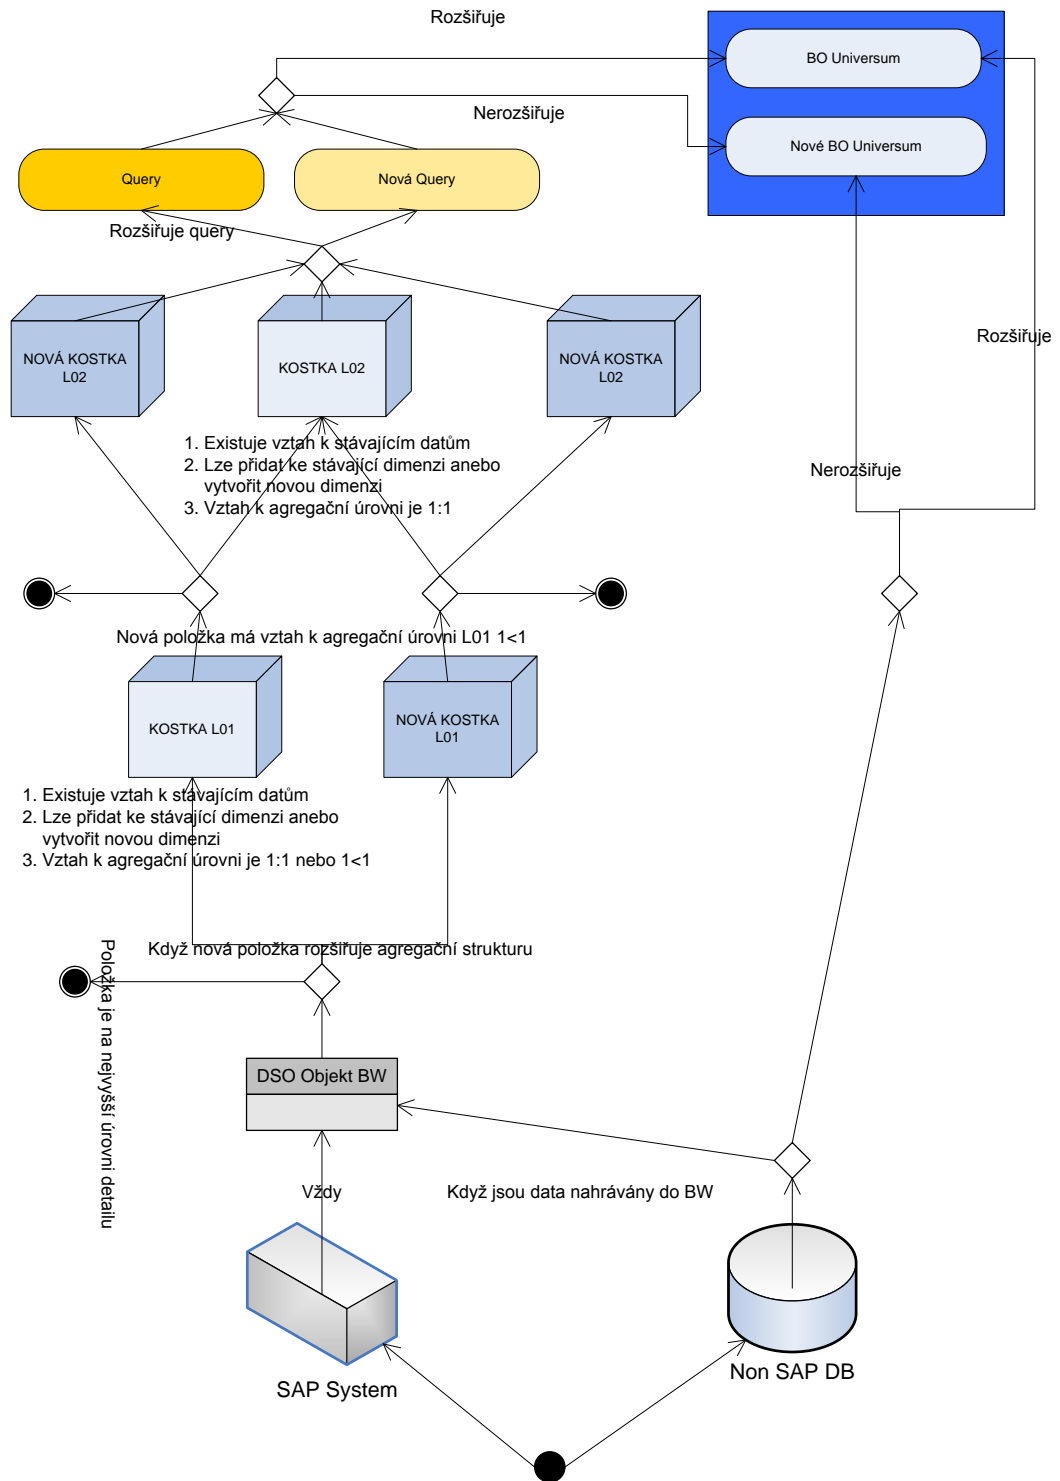 Rozšiřuje
BO Universum
Nerozšiřuje
Nové BO Universum
Query
Nová Query
Rozšiřuje query
Rozšiřuje
NOVÁ KOSTKA
L02
KOSTKA L02
NOVÁ KOSTKA
L02
1. Existuje vztah k stávajícím datům
2. Lze přidat ke stávající dimenzi anebo
vytvořit novou dimenzi
3. Vztah k agregační úrovni je 1:1
Nerozšiřuje
Nová položka má vztah k agregační úrovni L01 1<1
KOSTKA L01
NOVÁ KOSTKA
L01
1. Existuje vztah k stávajícím datům
2. Lze přidat ke stávající dimenzi anebo
vytvořit novou dimenzi
3. Vztah k agregační úrovni je 1:1 nebo 1<1
Když nová položka rozšiřuje agregační strukturu
Položka je na nejvyšší úrovni detailu
DSO Objekt BW
Vždy
Když jsou data nahrávány do BW
SAP System
Non SAP DB